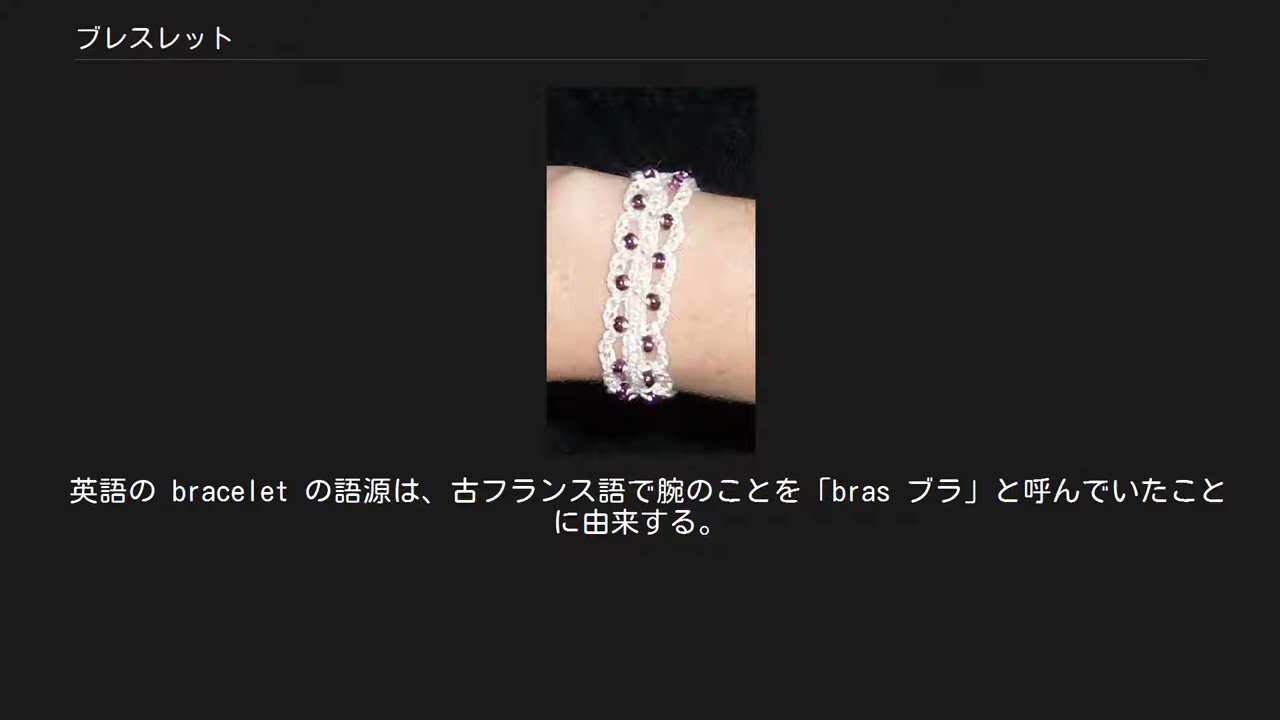 ブレスレット
英語の bracelet の語源は、古フランス語で腕のことを「bras ブラ」と呼んでいたこと
に由来する。